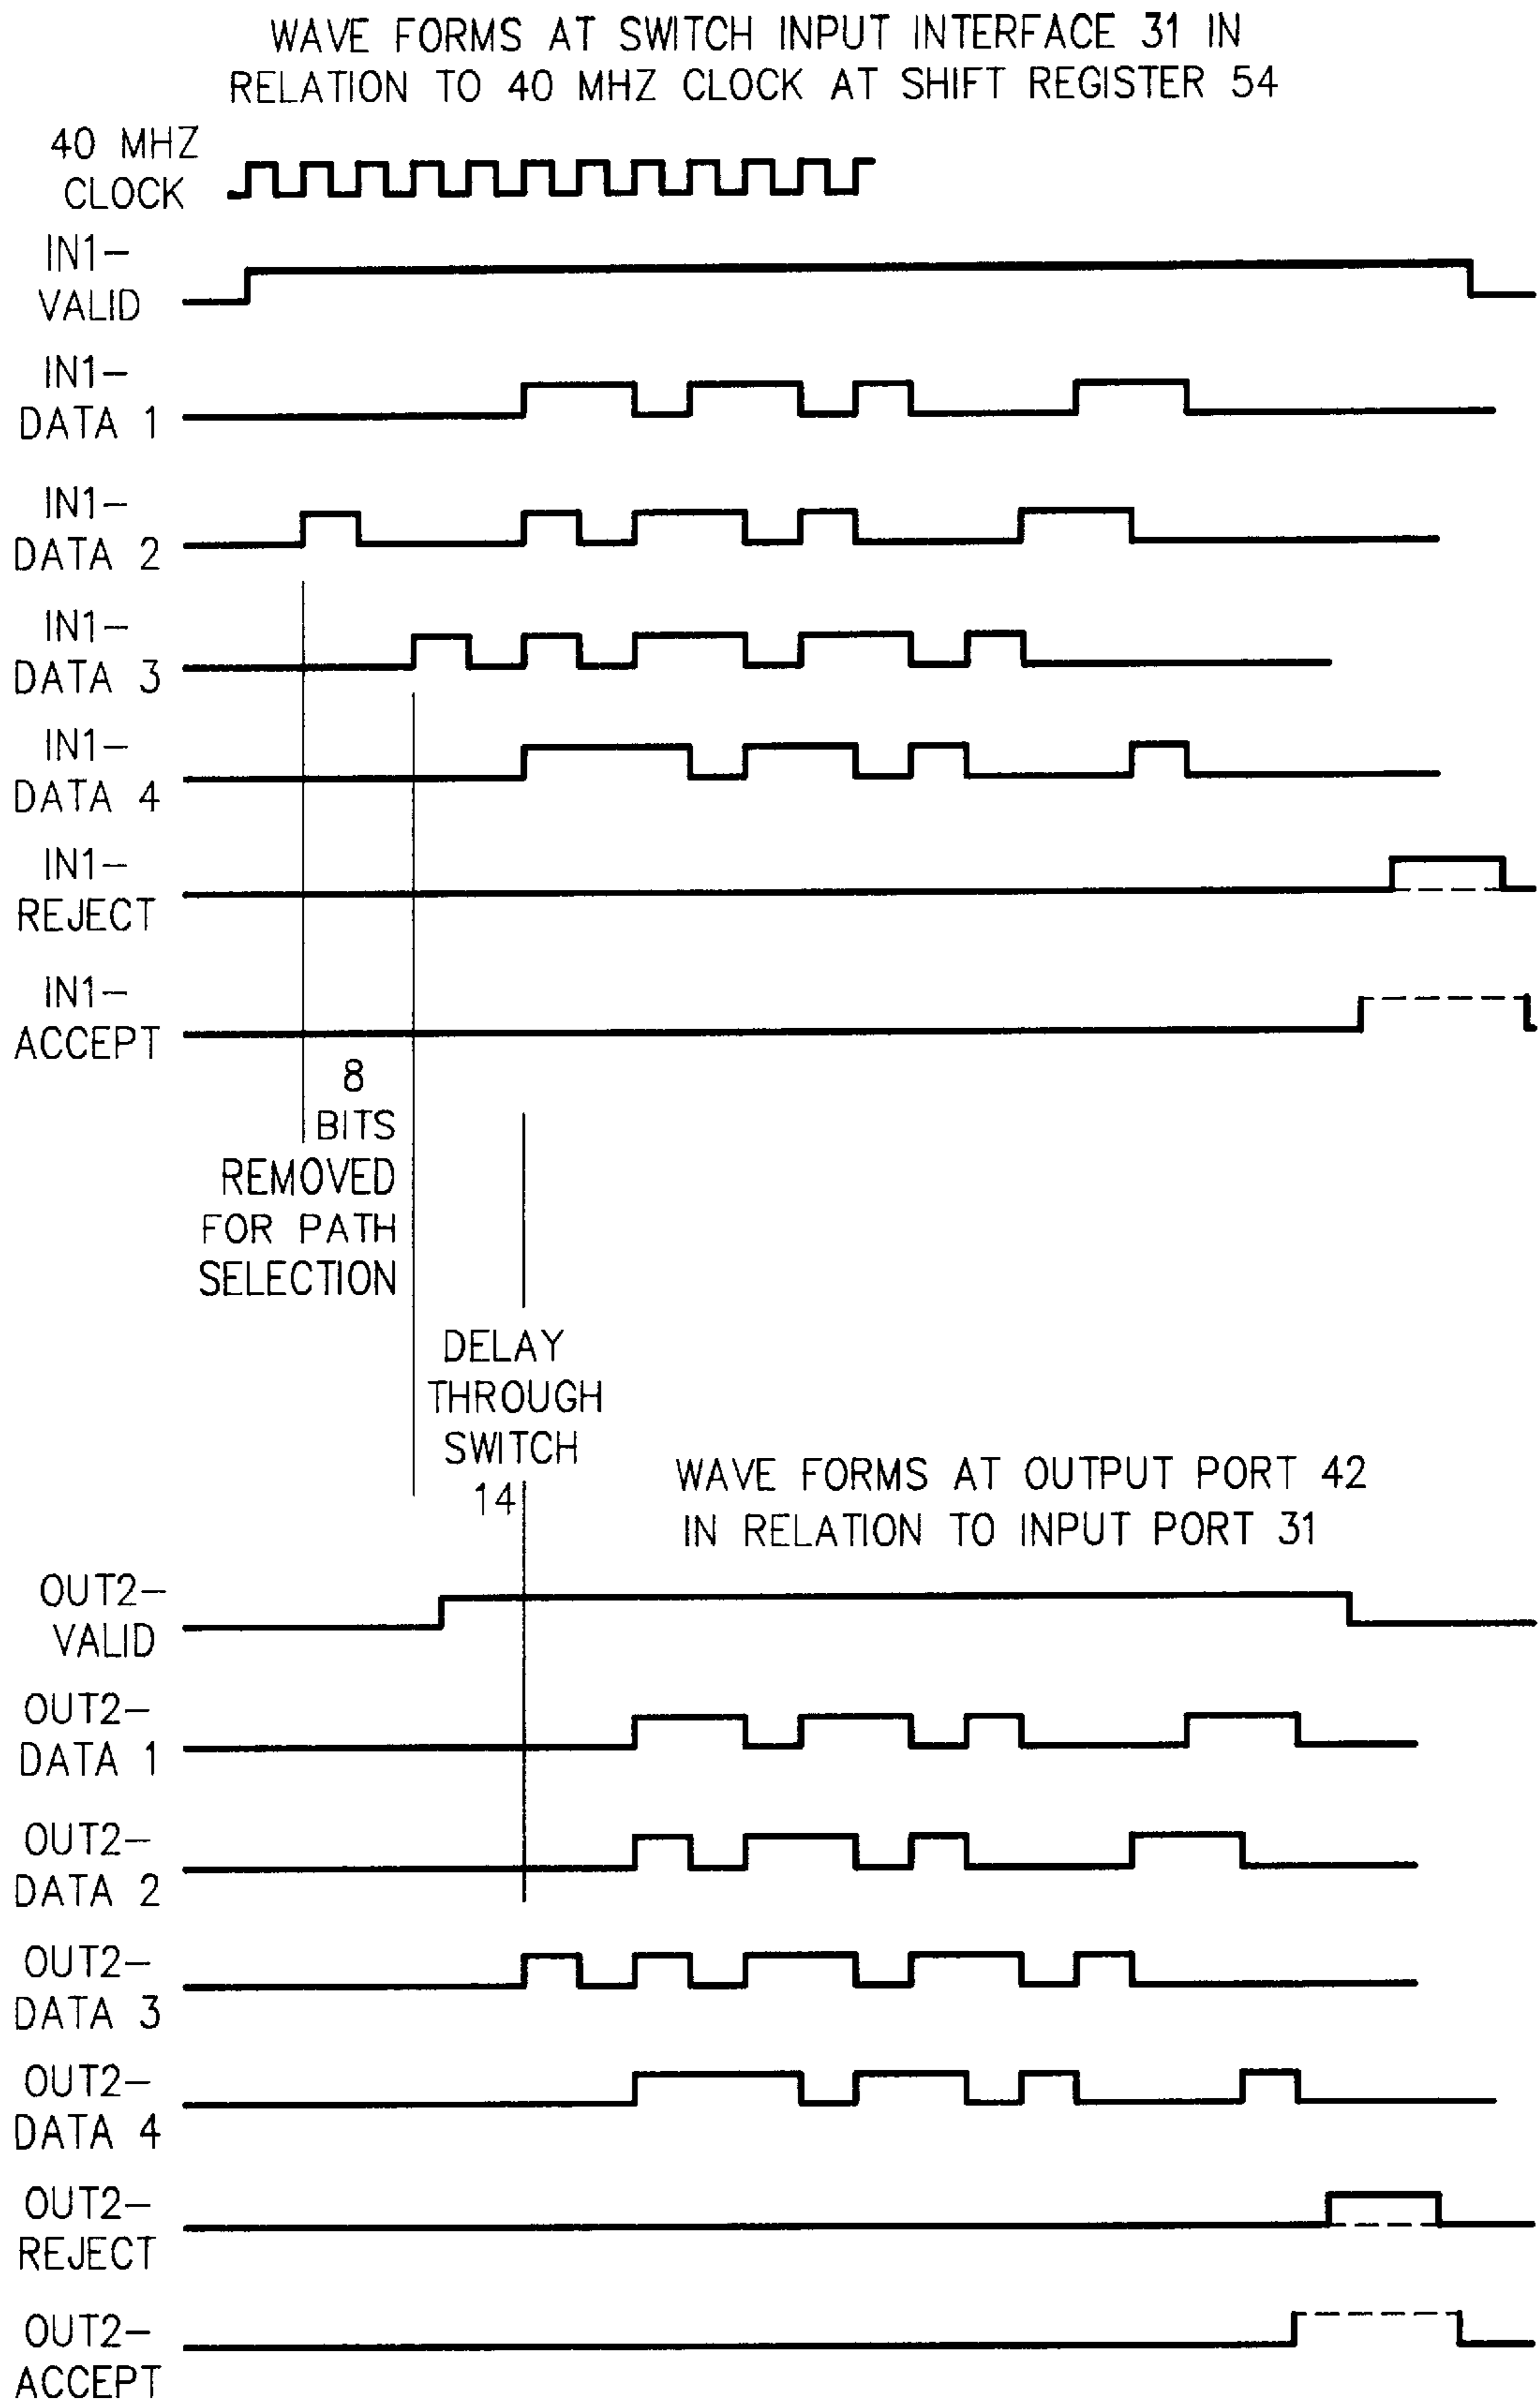 WAVE FORMS AT SWITCH INPUT INTERFACE 31 IN
RELATION TO 40 MHZ CLOCK AT SHIFT REGISTER 54
40 MHZ
CLOCK
IN1-
VALID
IN1-
DATA 1
IN1-
DATA 2
IN1-
DATA 3
IN1-
DATA 4
IN1-
REJECT
IN1-
ACCEPT
8
BITS
REMOVED
FOR PATH
SELECTION
DELAY
THROUGH
SWITCH
14
WAVE FORMS AT OUTPUT PORT 42
IN RELATION TO INPUT PORT 31
OUT2-
VALID
OUT2-
DATA 1
OUT2-
DATA 2
OUT2-
DATA 3
OUT2-
DATA 4
OUT2-
REJECT
OUT2-
ACCEPT